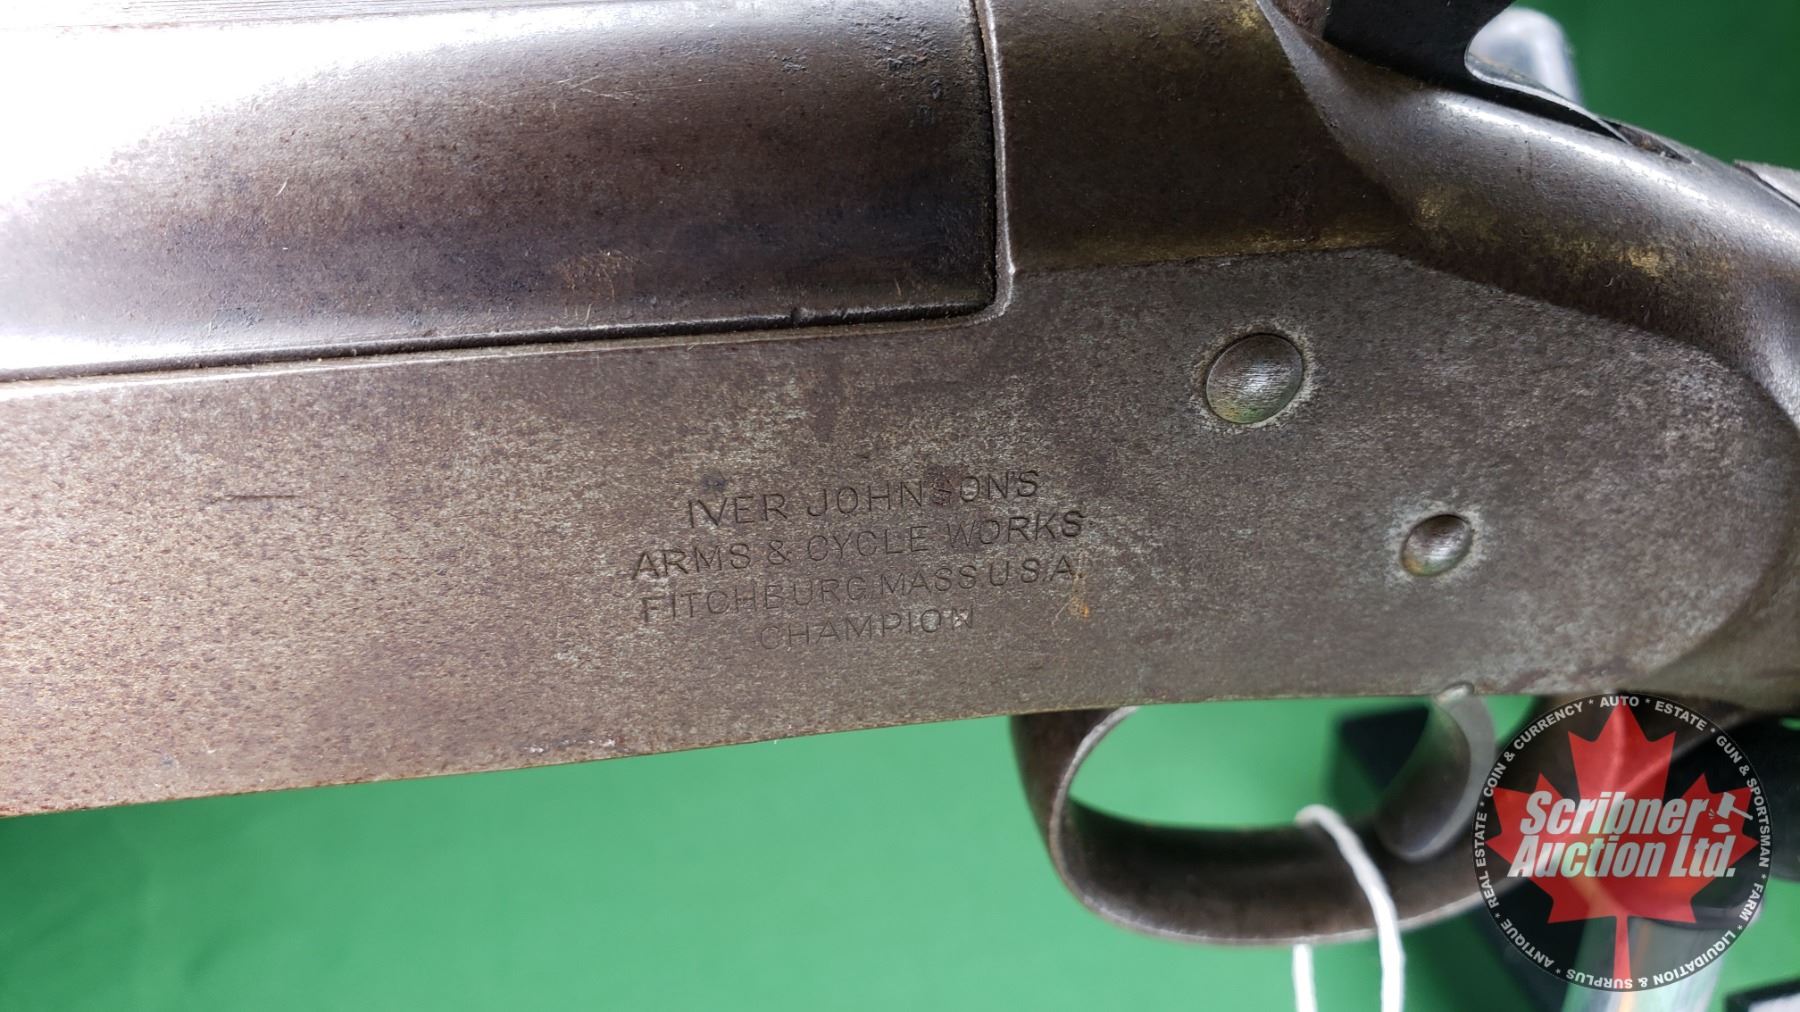 IVER JOHNSON'S
ARMS & CYCLE WORKS
FITCHBURG MASS U.S.A.
CHAMPION
Scribner
Auction Ltd.
REAL ESTATE * COIN & CURRENCY * AUTO * ESTATE * GUN & SPORTSMAN * FARM * LIQUIDATION & SURPLUS * ANTIQUE *